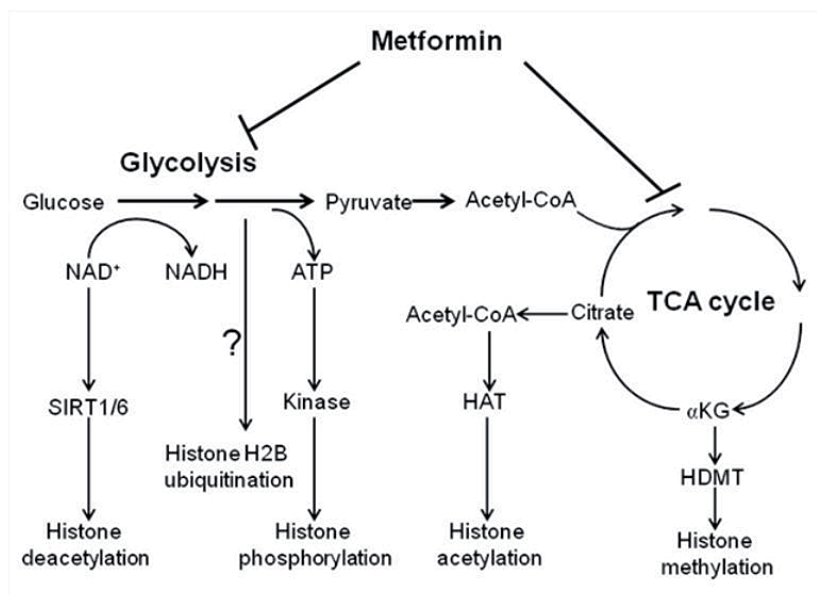 Metformin
Glycolysis
Glucose
Pyruvate
Acetyl-CoA
NAD⁺
NADH
ATP
Acetyl-CoA
Citrate
TCA cycle
?
SIRT1/6
Kinase
HAT
αKG
Histone H2B
ubiquitination
HDMT
Histone
deacetylation
Histone
phosphorylation
Histone
acetylation
Histone
methylation